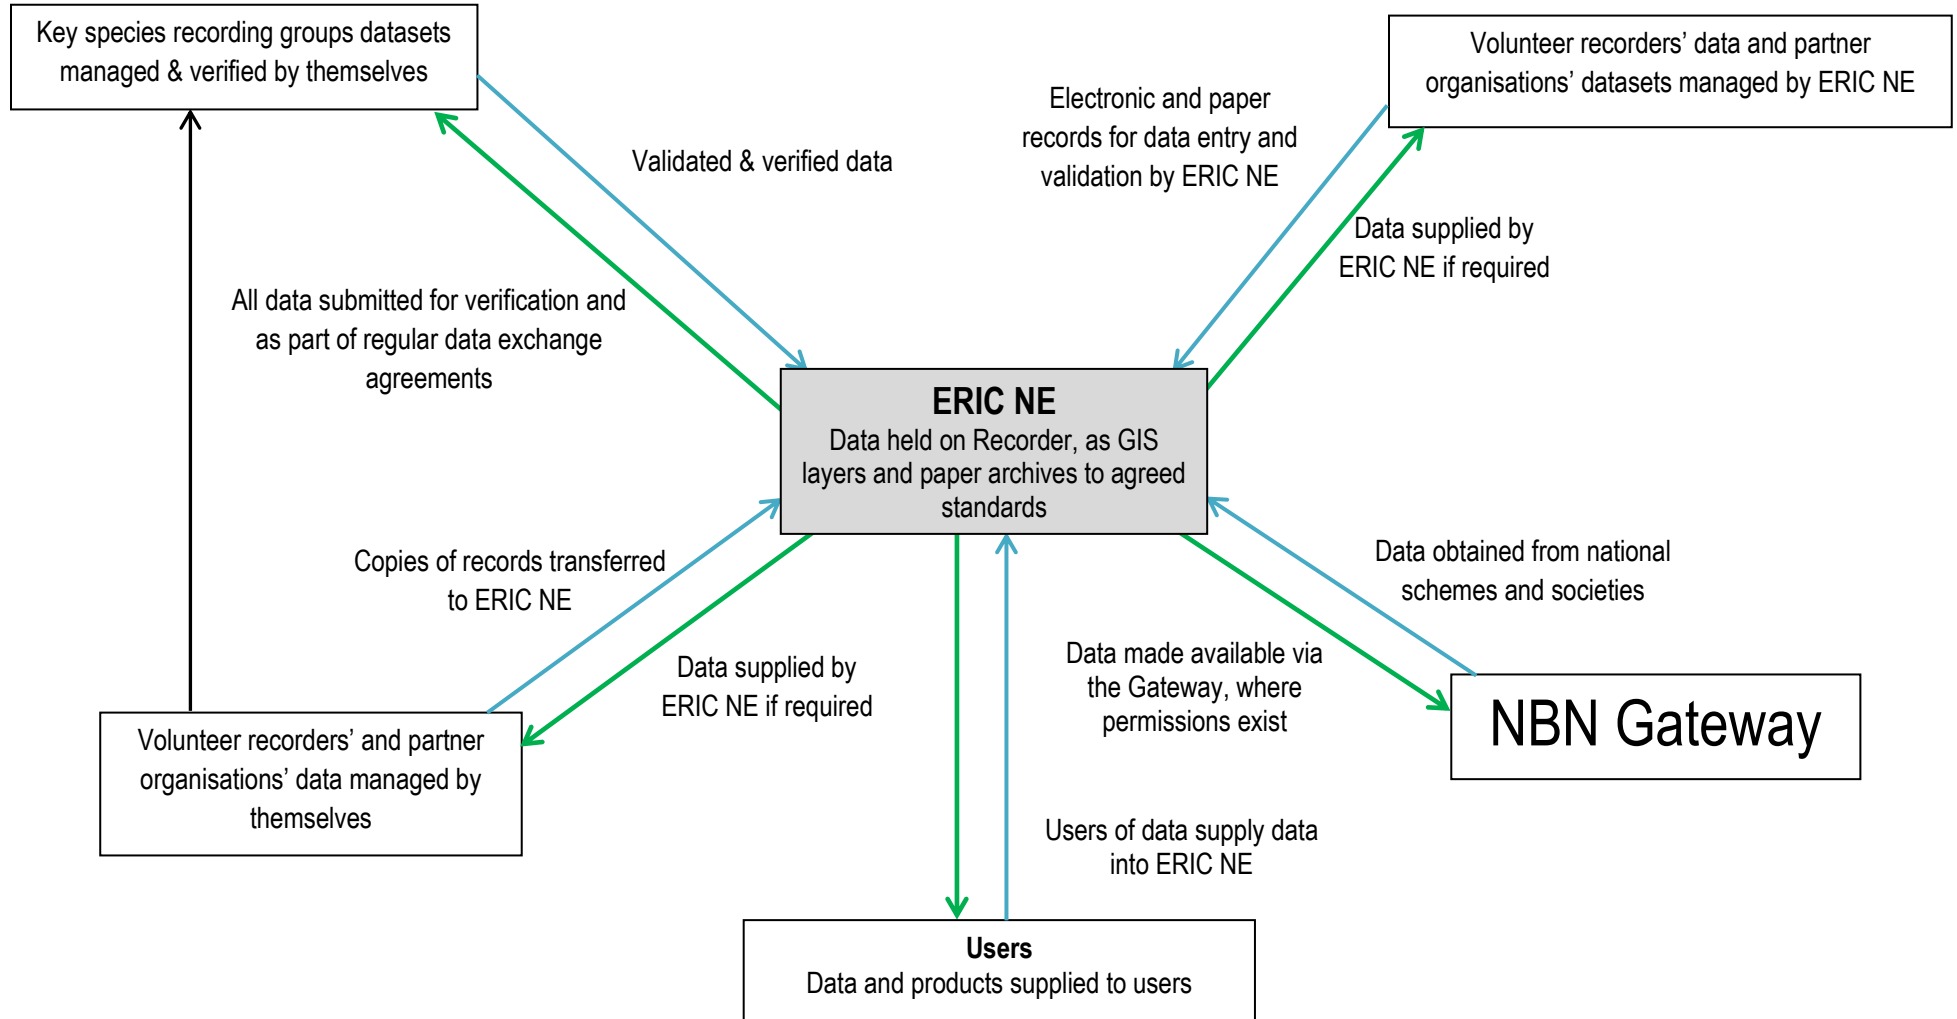 Key species recording groups datasets
managed & verified by themselves
Volunteer recorders’ data and partner
organisations’ datasets managed by ERIC NE
Electronic and paper
records for data entry and
validation by ERIC NE
Validated & verified data
Data supplied by
ERIC NE if required
All data submitted for verification and
as part of regular data exchange
agreements
ERIC NE
Data held on Recorder, as GIS
layers and paper archives to agreed
standards
Copies of records transferred
to ERIC NE
Data obtained from national
schemes and societies
Data supplied by
ERIC NE if required
Data made available via
the Gateway, where
permissions exist
NBN Gateway
Volunteer recorders’ and partner
organisations’ data managed by
themselves
Users of data supply data
into ERIC NE
Users
Data and products supplied to users